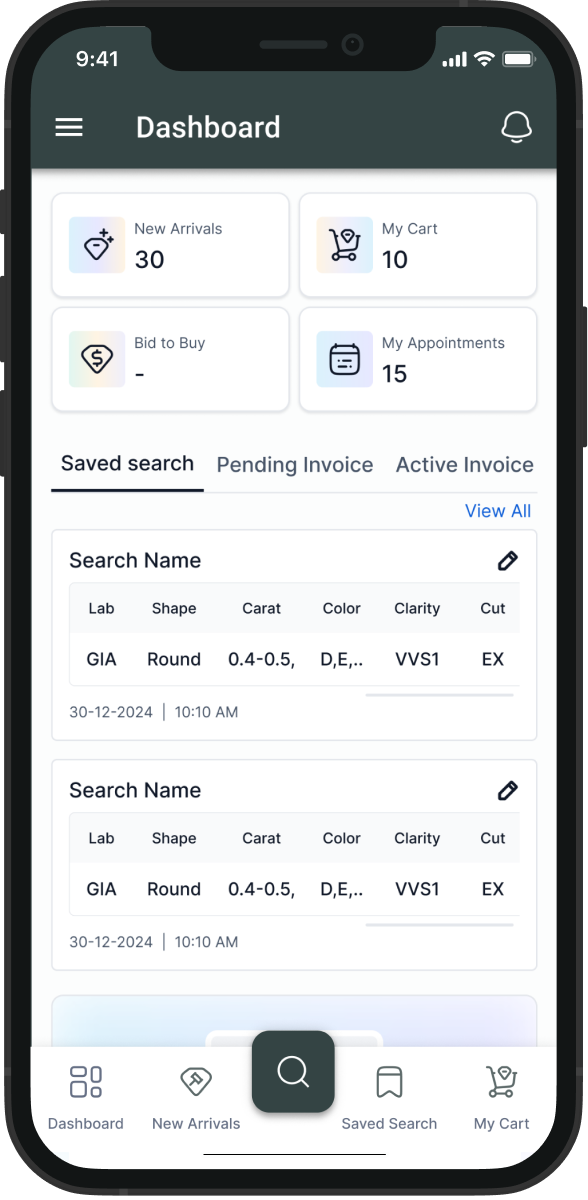 9:41
Dashboard
New Arrivals
30
My Cart
10
Bid to Buy
-
My Appointments
15
Saved search Pending Invoice Active Invoice
View All
Search Name
Lab Shape Carat Color Clarity Cut
GIA Round 0.4-0.5, D,E,.. VVS1 EX
30-12-2024 | 10:10 AM
Search Name
Lab Shape Carat Color Clarity Cut
GIA Round 0.4-0.5, D,E,.. VVS1 EX
30-12-2024 | 10:10 AM
Dashboard New Arrivals Saved Search My Cart